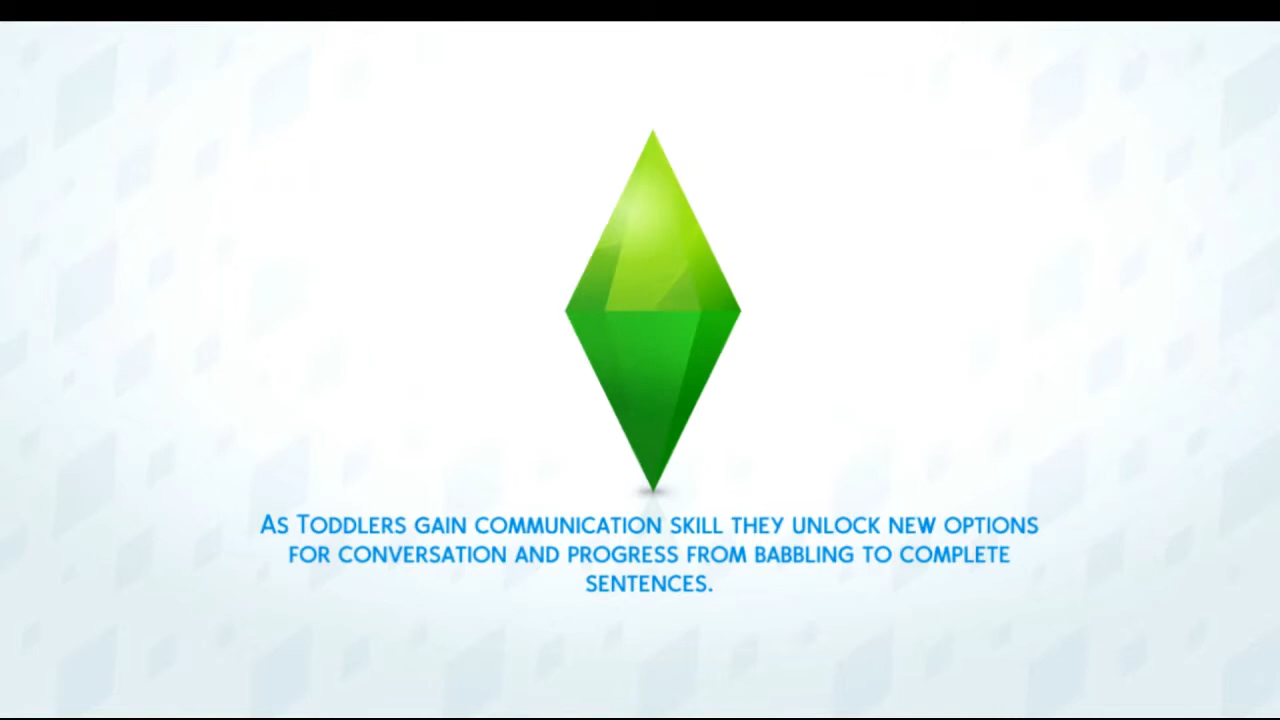 As Toddlers gain communication skill they unlock new options
for conversation and progress from babbling to complete
sentences.